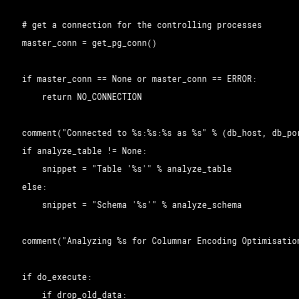 # get a connection for the controlling processes
master_conn = get_pg_conn()
if master_conn == None or master_conn == ERROR:
return NO_CONNECTION
comment("Connected to %s:%s:%s as %s" % (db_host, db_por
if analyze_table != None:
snippet = "Table '%s'" % analyze_table
else:
snippet = "Schema '%s'" % analyze_schema
comment("Analyzing %s for Columnar Encoding Optimisation
if do_execute:
if drop_old_data: